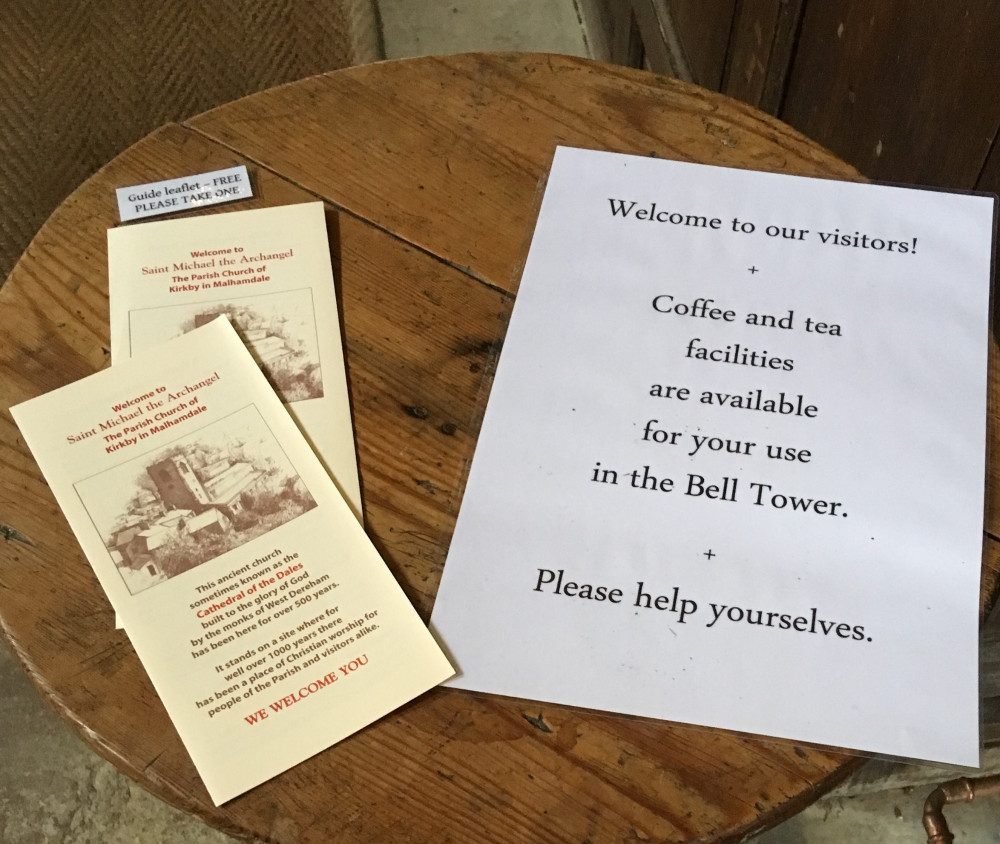 Guide leaflet - FREE
PLEASE TAKE ONE
Welcome to
Saint Michael the Archangel
The Parish Church of
Kirkby in Malhamdale
Welcome to
Saint Michael the Archangel
The Parish Church of
Kirkby in Malhamdale
This ancient church
sometimes known as the
Cathedral of the Dales
built to the glory of God
by the monks of West Dereham
has been here for over 500 years.
It stands on a site where for
well over 1000 years there
has been a place of Christian worship for
people of the Parish and visitors alike.
WE WELCOME YOU
Welcome to our visitors!
+
Coffee and tea
facilities
are available
for your use
in the Bell Tower.
+
Please help yourselves.